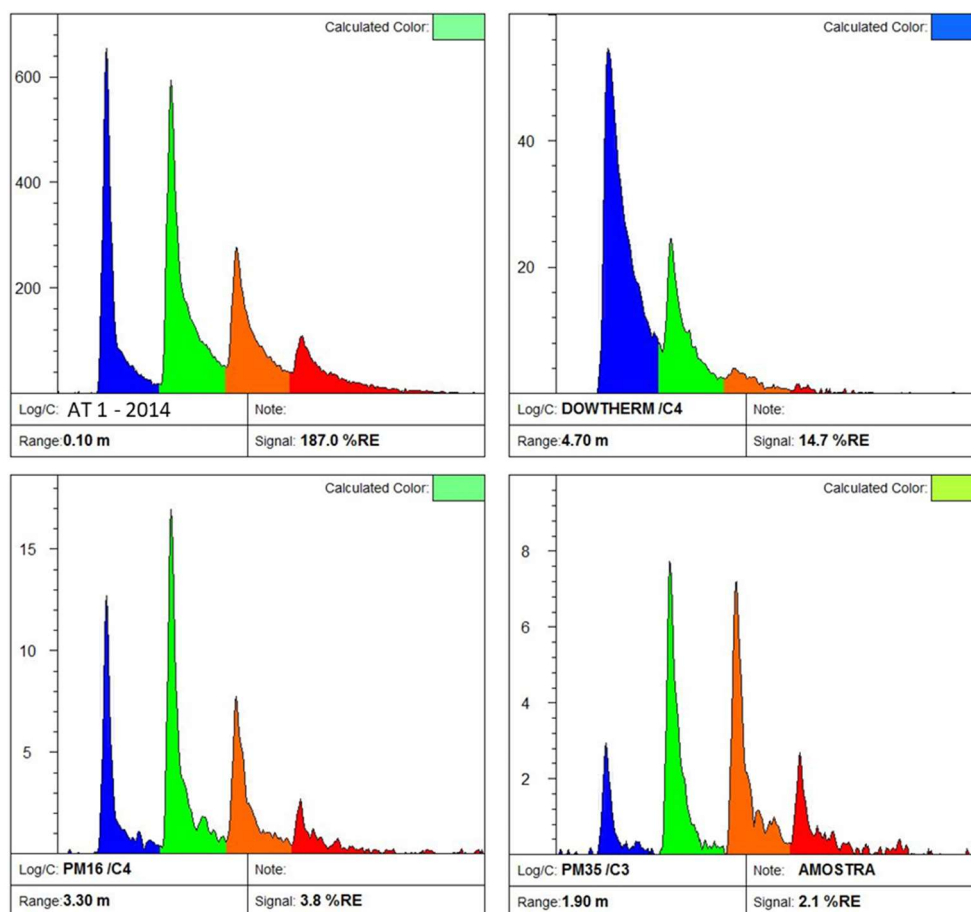 Calculated Color:
600
400
200
Log/C: AT 1 - 2014 Note:
Range: 0.10 m Signal: 187.0 %RE
Calculated Color:
40
20
Log/C: DOWTHERM /C4 Note:
Range: 4.70 m Signal: 14.7 %RE
Calculated Color:
15
10
5
Log/C: PM16 /C4 Note:
Range: 3.30 m Signal: 3.8 %RE
Calculated Color:
8
6
4
2
Log/C: PM35 /C3 Note: AMOSTRA
Range: 1.90 m Signal: 2.1 %RE